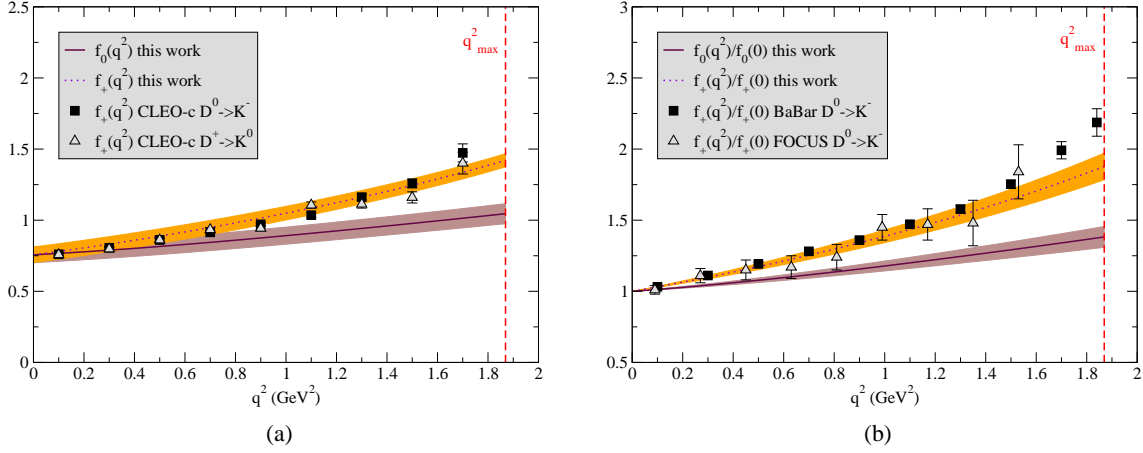 2.5
2
1.5
1
0.5
0
f₀(q²) this work
f₊(q²) this work
f₊(q²) CLEO-c D⁰->K⁻
f₊(q²) CLEO-c D⁺->K⁰
q²max
0 0.2 0.4 0.6 0.8 1 1.2 1.4 1.6 1.8 2
q² (GeV²)
(a)
3
2.5
2
1.5
1
0.5
f₀(q²)/f₀(0) this work
f₊(q²)/f₊(0) this work
f₊(q²)/f₊(0) BaBar D⁰->K⁻
f₊(q²)/f₊(0) FOCUS D⁰->K⁻
q²max
0 0.2 0.4 0.6 0.8 1 1.2 1.4 1.6 1.8 2
q² (GeV²)
(b)